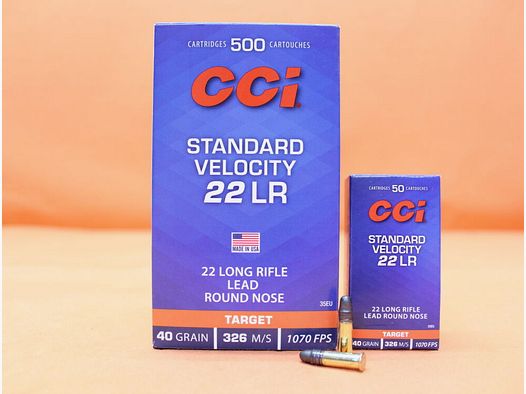 CARTRIDGES 500 CARTOUCHES
CCi
STANDARD
VELOCITY
22 LR
MADE IN USA
22 LONG RIFLE
LEAD
ROUND NOSE
35EU
TARGET
40 GRAIN 326 M/S 1070 FPS
CARTRIDGES 50 CARTOUCHES
CCi
STANDARD
VELOCITY
22 LR
22 LONG RIFLE
LEAD ROUND NOSE
TARGET
40 GRAIN 326 M/S 1070 FPS